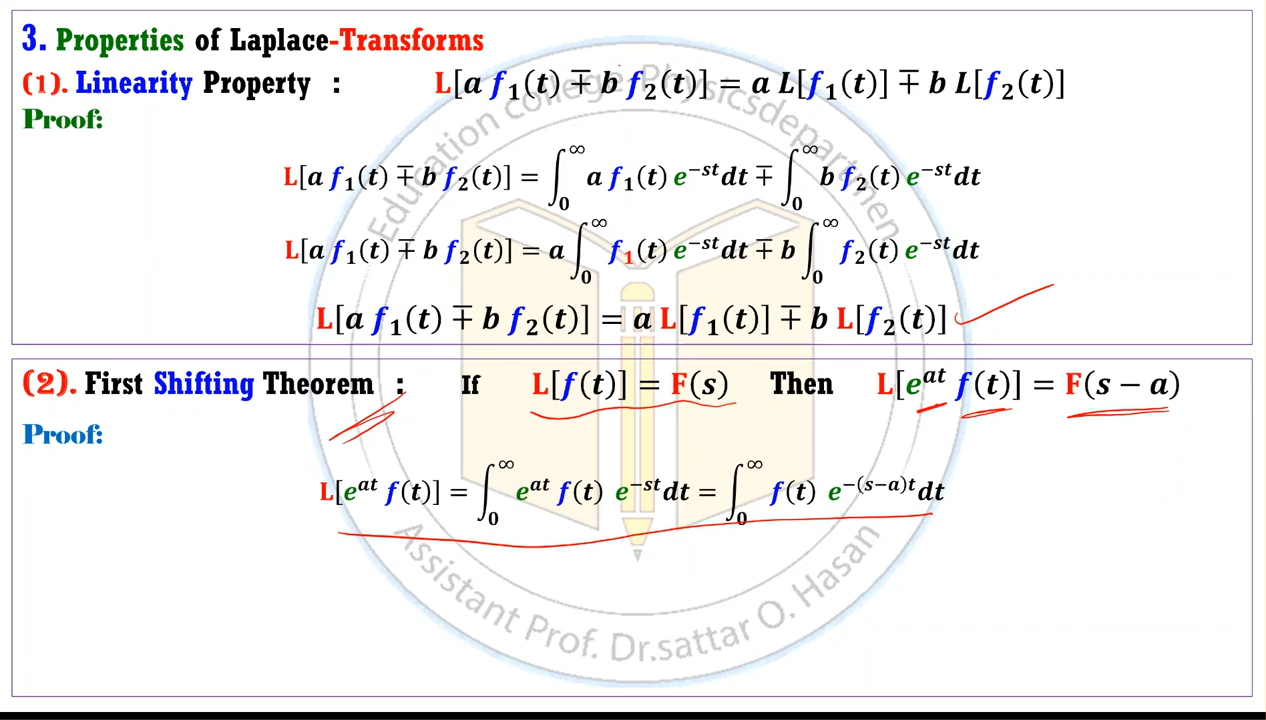 3. Properties of Laplace-Transforms
(1). Linearity Property : L[a f₁(t) ∓ b f₂(t)] = a L[f₁(t)] ∓ b L[f₂(t)]
Proof:
L[a f₁(t) ∓ b f₂(t)] = ∫₀^∞ a f₁(t) e^{-st} dt ∓ ∫₀^∞ b f₂(t) e^{-st} dt
L[a f₁(t) ∓ b f₂(t)] = a ∫₀^∞ f₁(t) e^{-st} dt ∓ b ∫₀^∞ f₂(t) e^{-st} dt
L[a f₁(t) ∓ b f₂(t)] = a L[f₁(t)] ∓ b L[f₂(t)]
(2). First Shifting Theorem : If L[f(t)] = F(s) Then L[e^{at} f(t)] = F(s − a)
Proof:
L[e^{at} f(t)] = ∫₀^∞ e^{at} f(t) e^{-st} dt = ∫₀^∞ f(t) e^{-(s-a)t} dt
Education college Physicsdepartmen
Assistant Prof. Dr.sattar O. Hasan